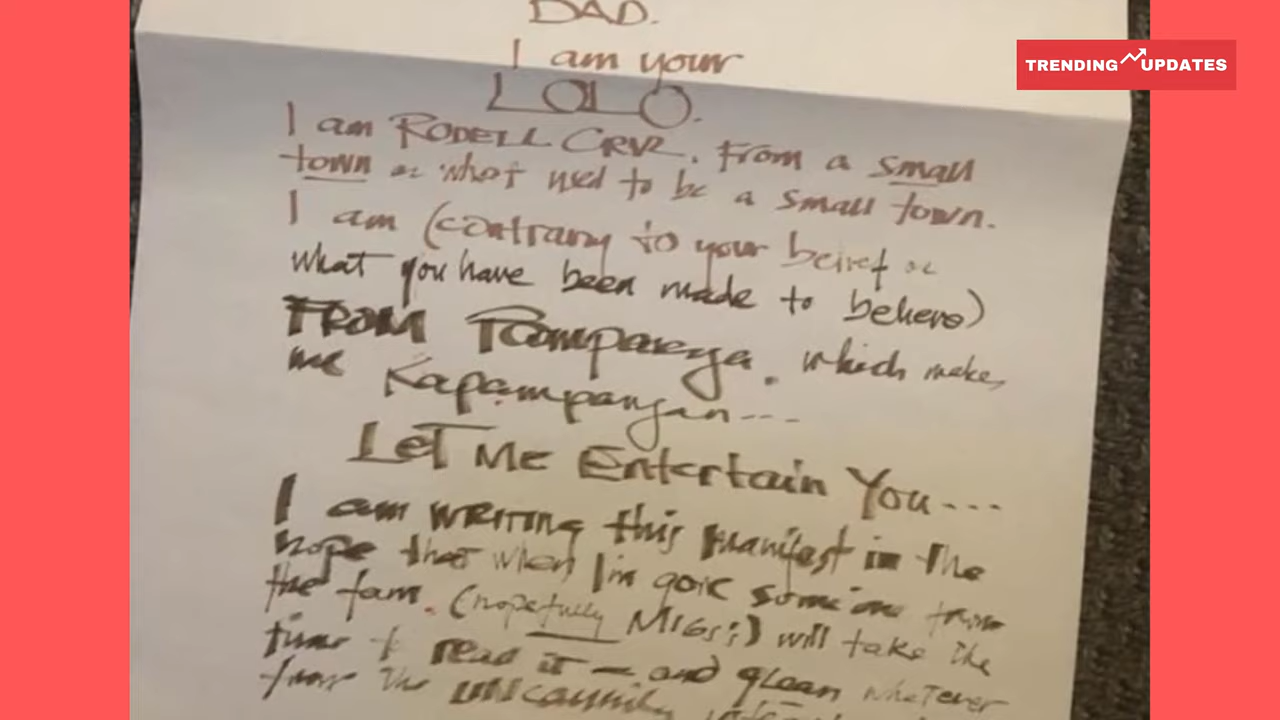 DAD.
I am your
LOLO.
TRENDING UPDATES
I am RODELL CRUZ. From a small
town or what used to be a small town.
I am (contrary to your beiref or
what you have been made to believe)
FROM Pampanga. which makes
me Kapampangan---
LET ME Entertain You---
I am WRITING this manifest in the
hope that when I'm gone someone from
the fam. (hopefully MIGS;) will take the
time to read it — and glean whatever
from the uncanny